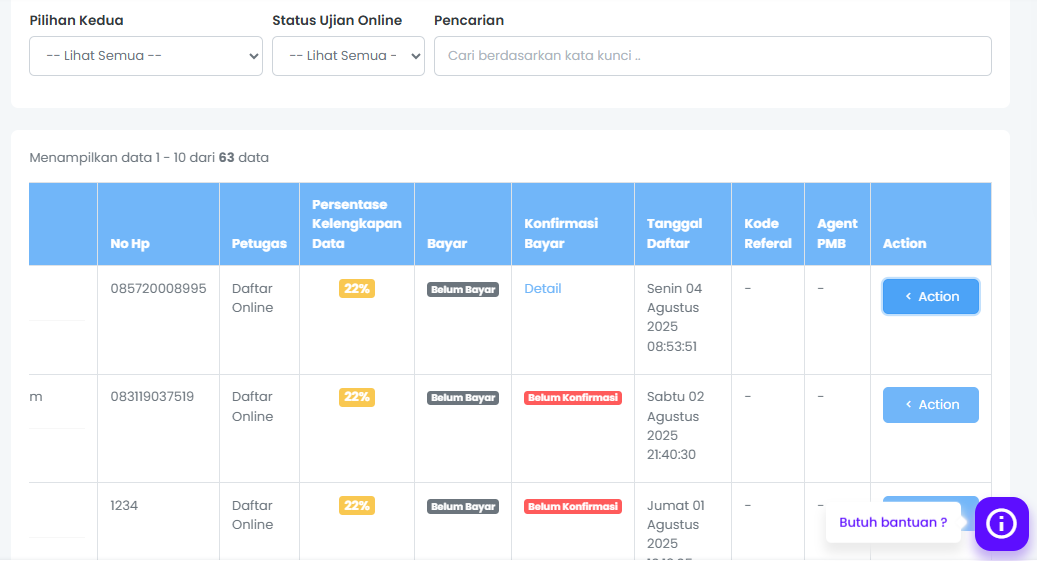 Pilihan Kedua Status Ujian Online Pencarian
-- Lihat Semua -- -- Lihat Semua - Cari berdasarkan kata kunci ..
Menampilkan data 1 - 10 dari 63 data
No Hp Petugas Persentase Kelengkapan Data Bayar Konfirmasi Bayar Tanggal Daftar Kode Referal Agent PMB Action
085720008995 Daftar Online 22% Belum Bayar Detail Senin 04 Agustus 2025 08:53:51 - - < Action
m 083119037519 Daftar Online 22% Belum Bayar Belum Konfirmasi Sabtu 02 Agustus 2025 21:40:30 - - < Action
1234 Daftar Online 22% Belum Bayar Belum Konfirmasi Jumat 01 Agustus 2025 - -
Butuh bantuan ?